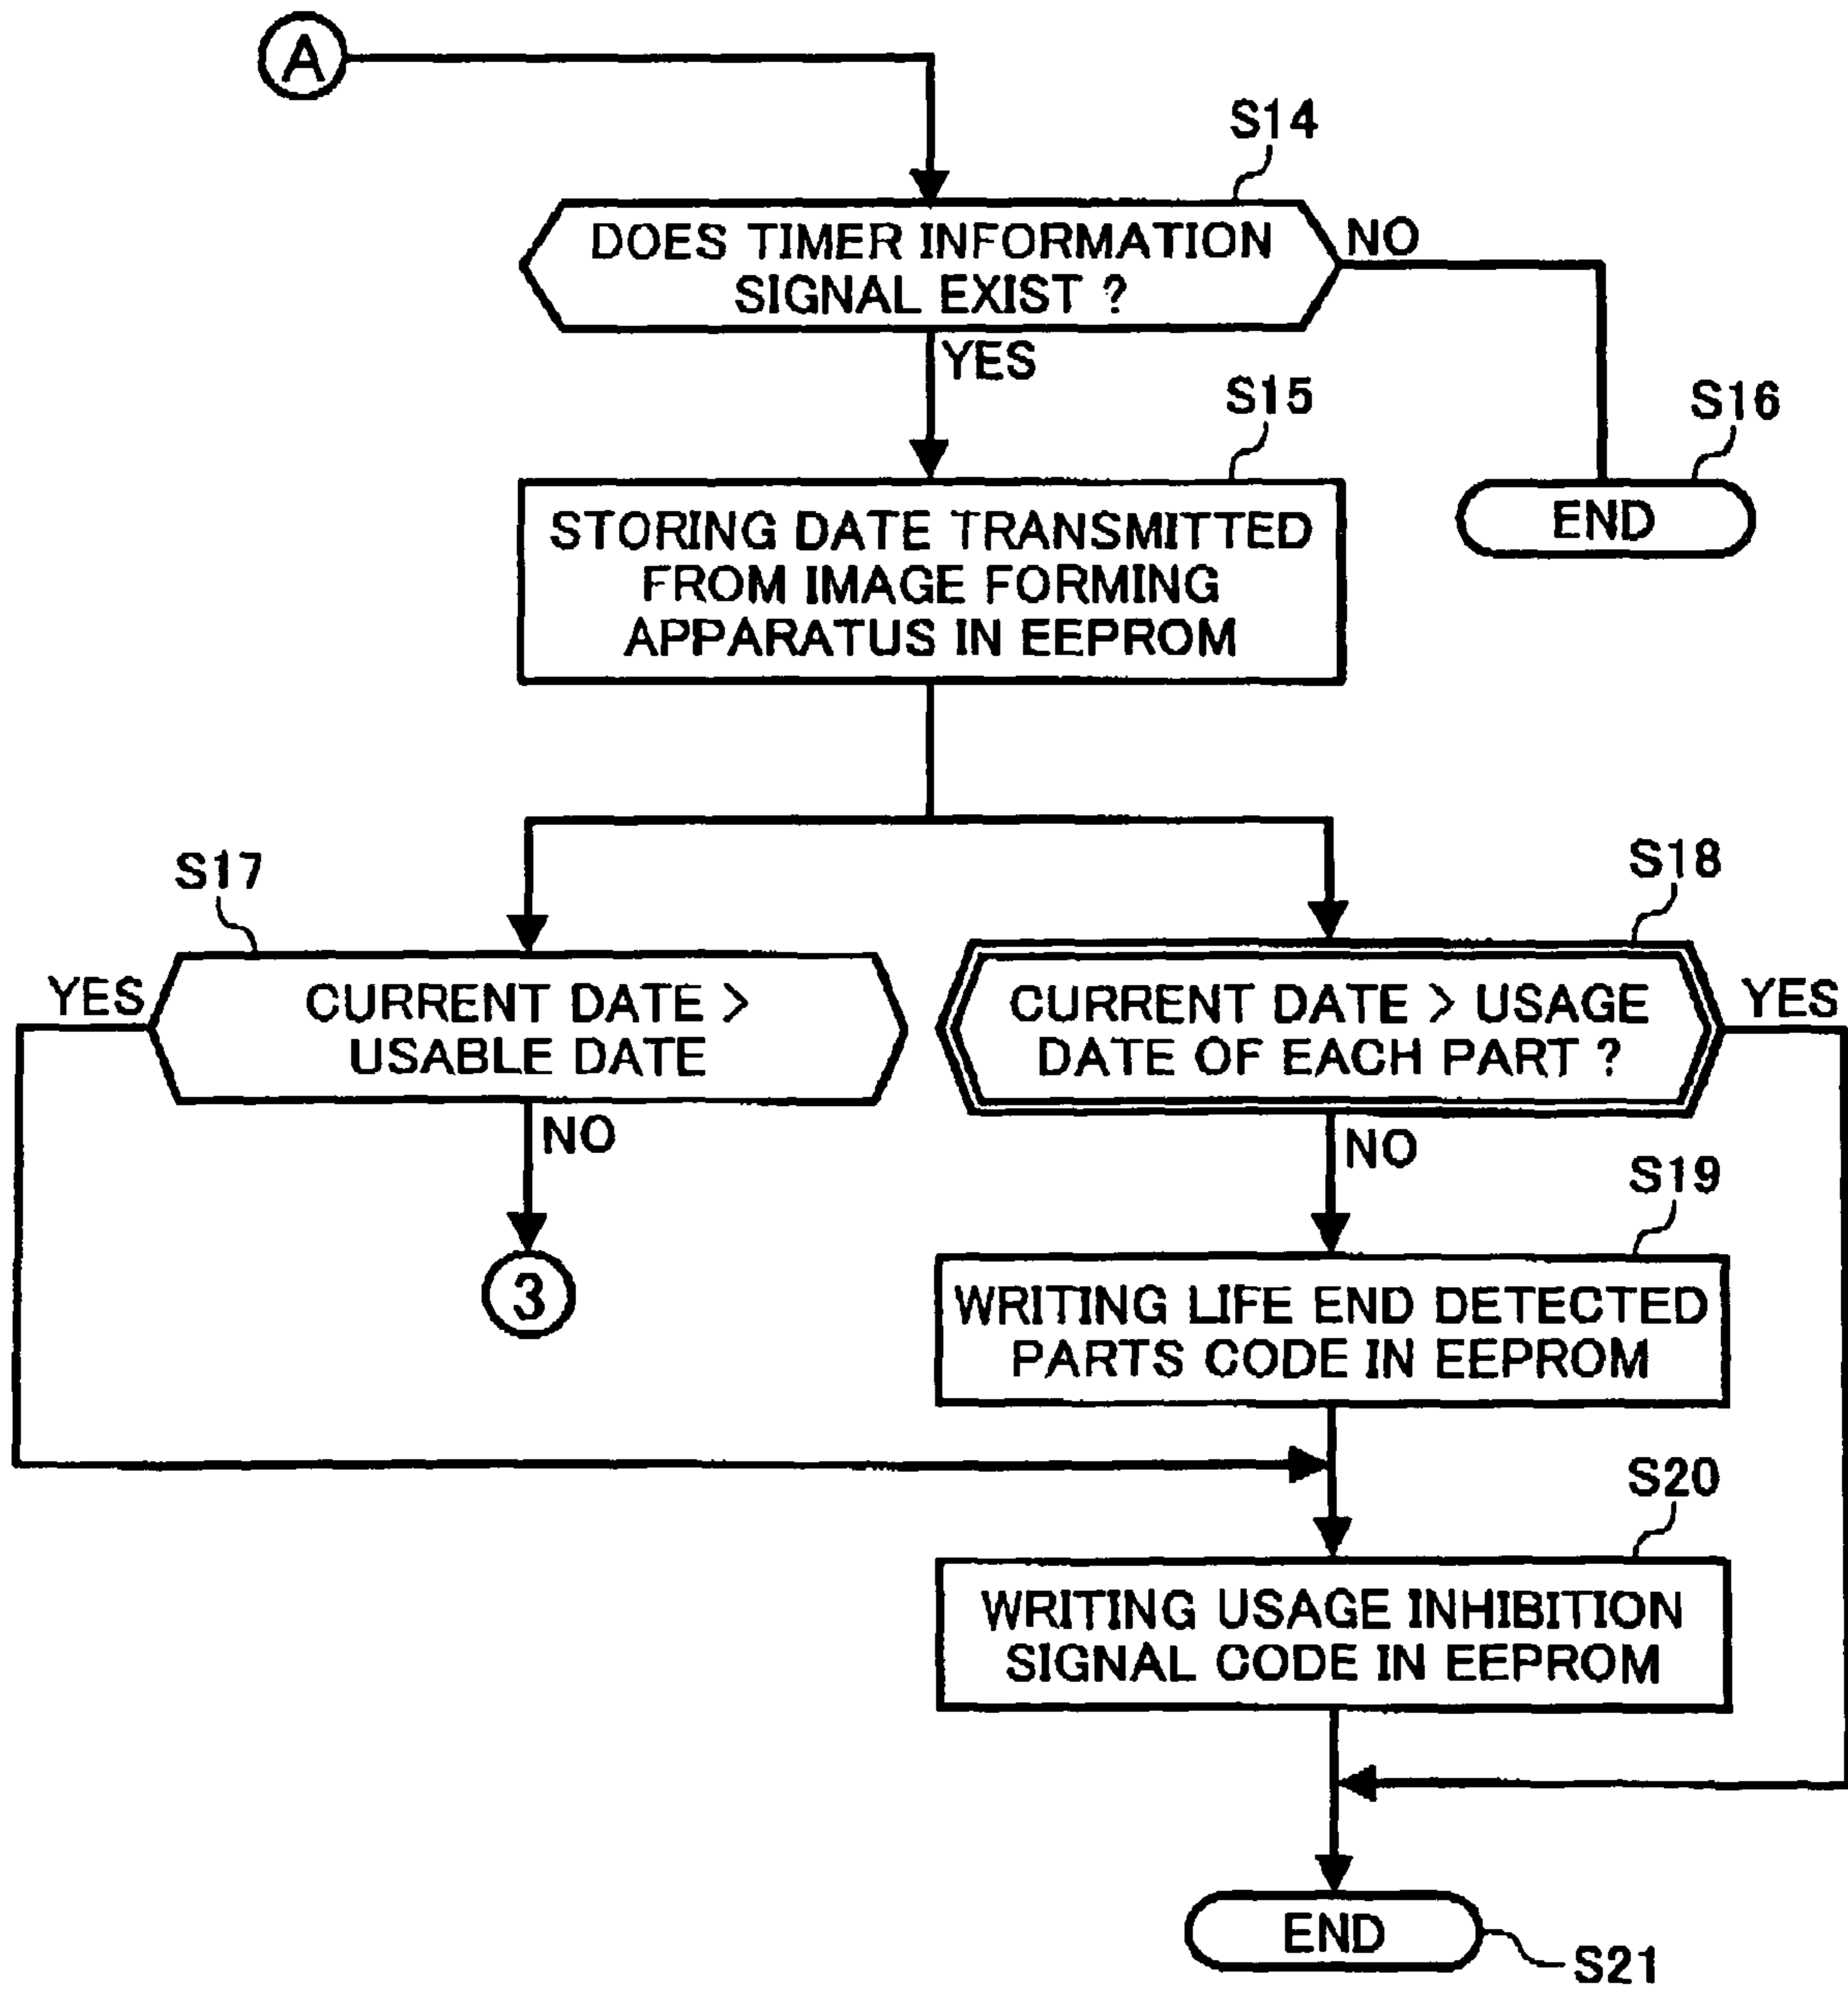 A
S14
DOES TIMER INFORMATION
SIGNAL EXIST ?
NO
YES
S15
S16
STORING DATE TRANSMITTED
FROM IMAGE FORMING
APPARATUS IN EEPROM
END
S17
S18
YES
CURRENT DATE >
USABLE DATE
CURRENT DATE > USAGE
DATE OF EACH PART ?
YES
NO
NO
S19
3
WRITING LIFE END DETECTED
PARTS CODE IN EEPROM
S20
WRITING USAGE INHIBITION
SIGNAL CODE IN EEPROM
END
S21